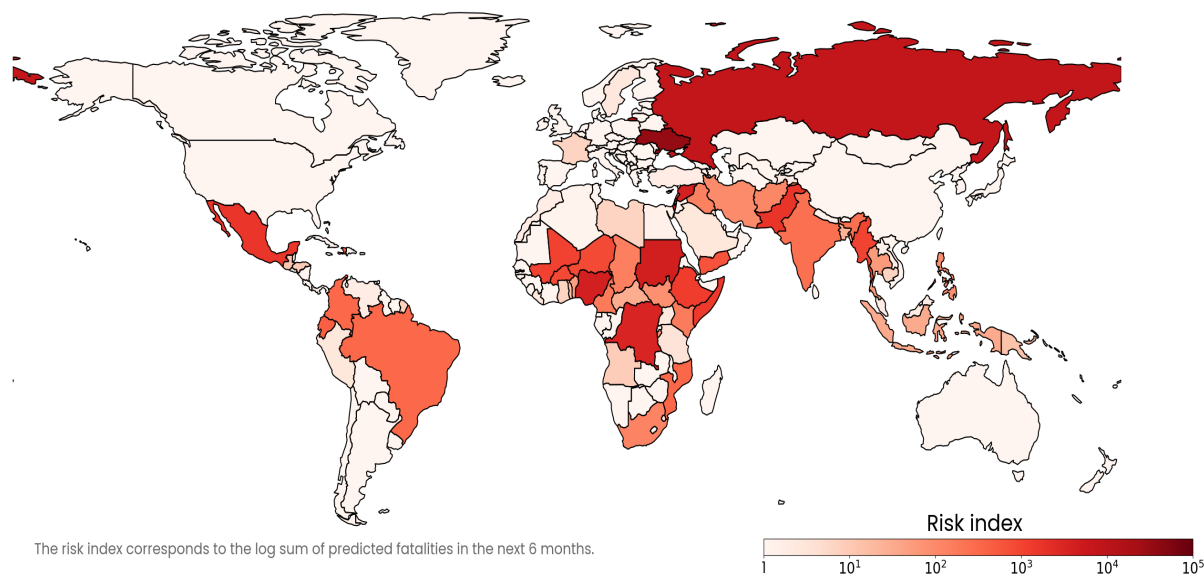 Risk index
The risk index corresponds to the log sum of predicted fatalities in the next 6 months.
1 10¹ 10² 10³ 10⁴ 10⁵